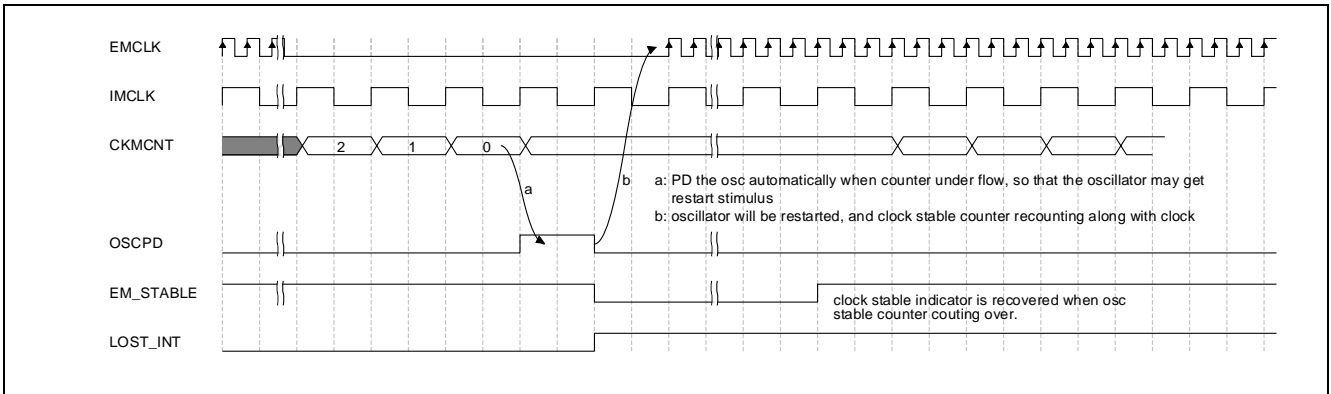 EMCLK
IMCLK
CKMCNT
2 1 0
a
b
a: PD the osc automatically when counter under flow, so that the oscillator may get
restart stimulus
b: oscillator will be restarted, and clock stable counter recounting along with clock
OSCPD
EM_STABLE
clock stable indicator is recovered when osc
stable counter couting over.
LOST_INT